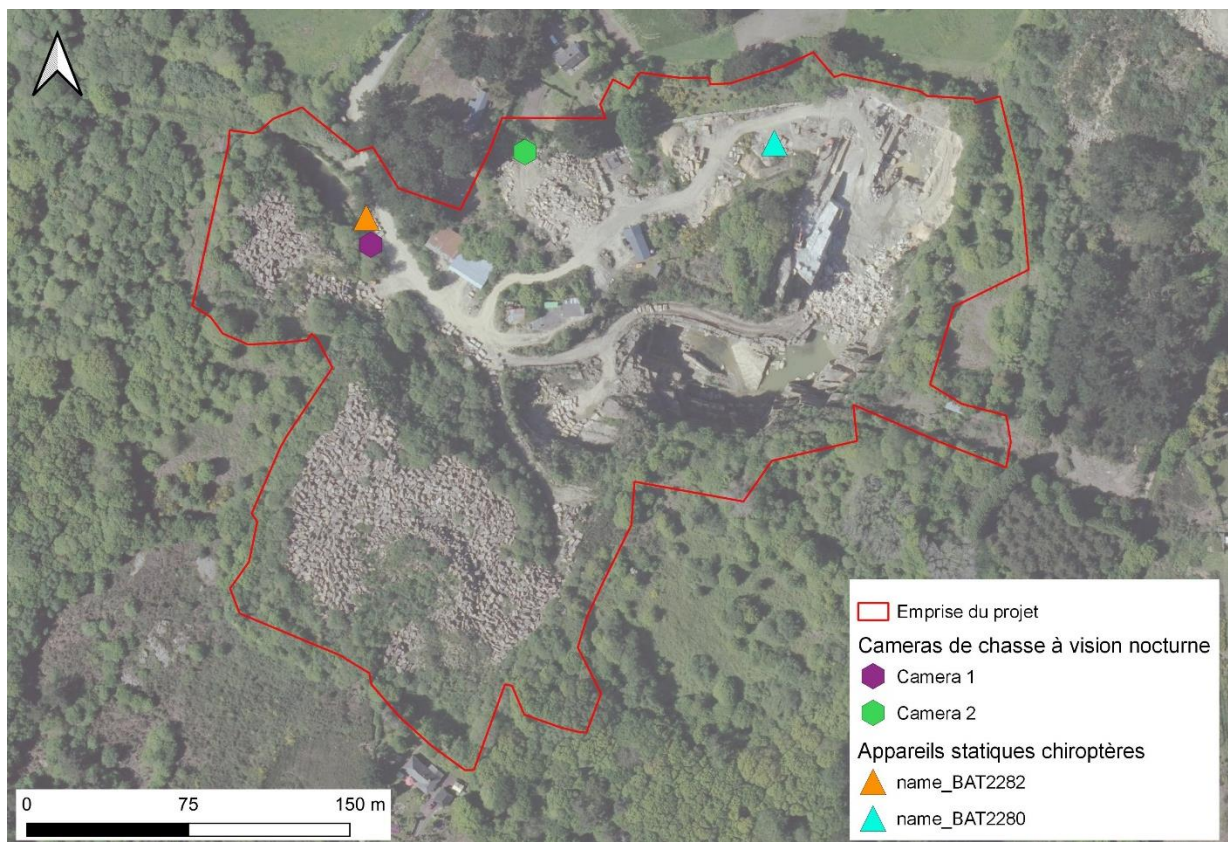 Emprise du projet
Cameras de chasse à vision nocturne
Camera 1
Camera 2
Appareils statiques chiroptères
name_BAT2282
name_BAT2280
0 75 150 m